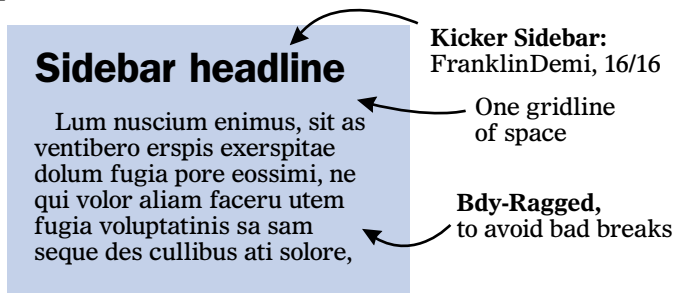 Sidebar headline
Lum nuscium enimus, sit as
ventibero erspis exerspitae
dolum fugia pore eossimi, ne
qui volor aliam faceru utem
fugia voluptatinis sa sam
seque des cullibus ati solore,
Kicker Sidebar:
FranklinDemi, 16/16
One gridline
of space
Bdy-Ragged,
to avoid bad breaks